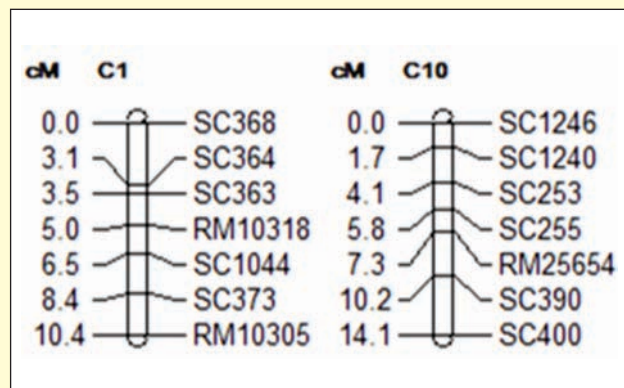 cM C1 cM C10
0.0 SC368 0.0 SC1246
3.1 SC364 1.7 SC1240
3.5 SC363 4.1 SC253
5.0 RM10318 5.8 SC255
6.5 SC1044 7.3 RM25654
8.4 SC373 10.2 SC390
10.4 RM10305 14.1 SC400